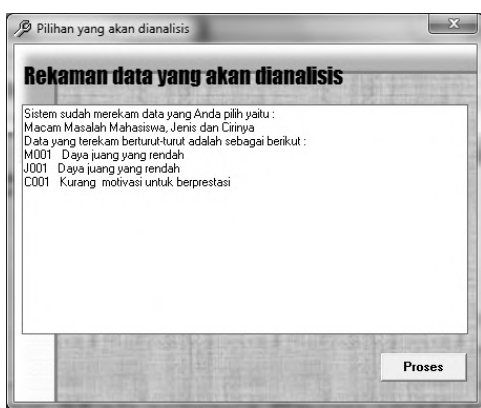 Pilihan yang akan dianalisis
Rekaman data yang akan dianalisis
Sistem sudah merekam data yang Anda pilih yaitu :
Macam Masalah Mahasiswa, Jenis dan Cirinya
Data yang terekam berturut-turut adalah sebagai berikut :
M001 Daya juang yang rendah
J001 Daya juang yang rendah
C001 Kurang motivasi untuk berprestasi
Proses